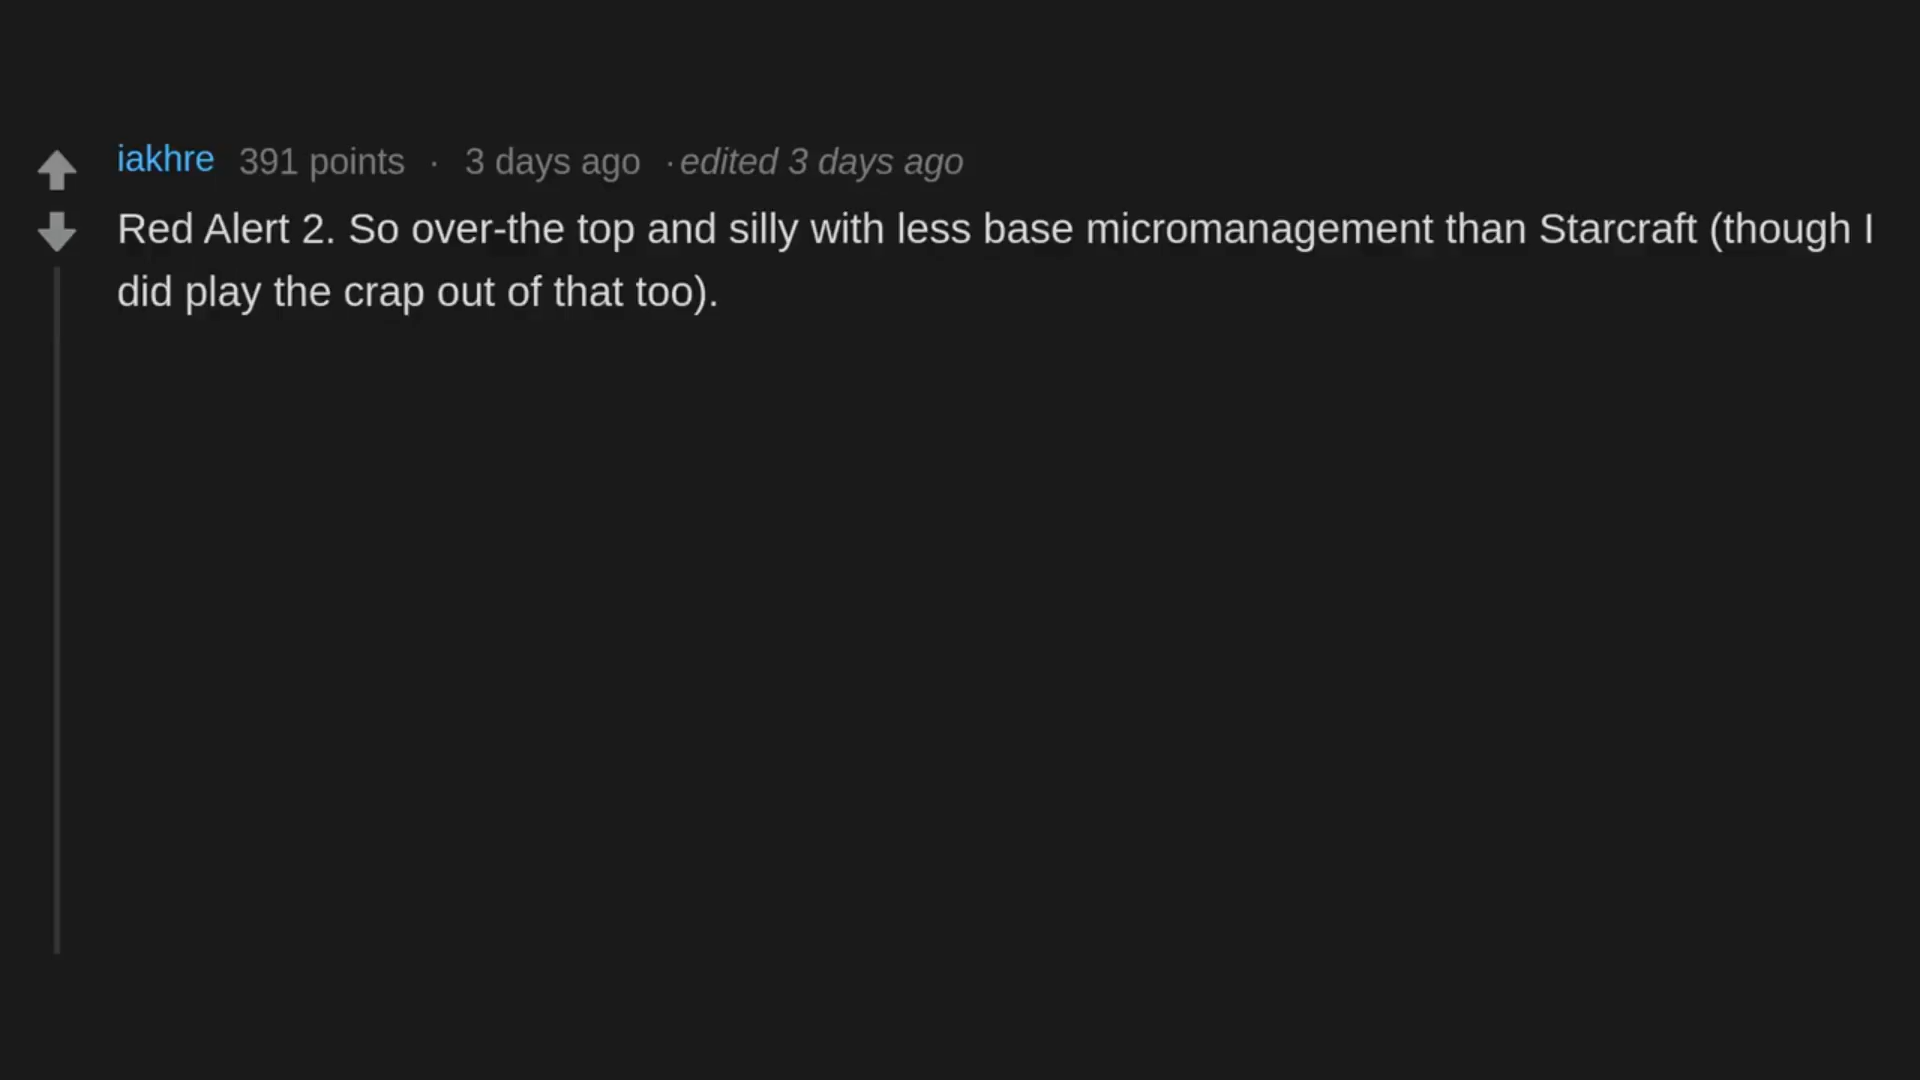 iakhre 391 points · 3 days ago · edited 3 days ago
Red Alert 2. So over-the top and silly with less base micromanagement than Starcraft (though I
did play the crap out of that too).